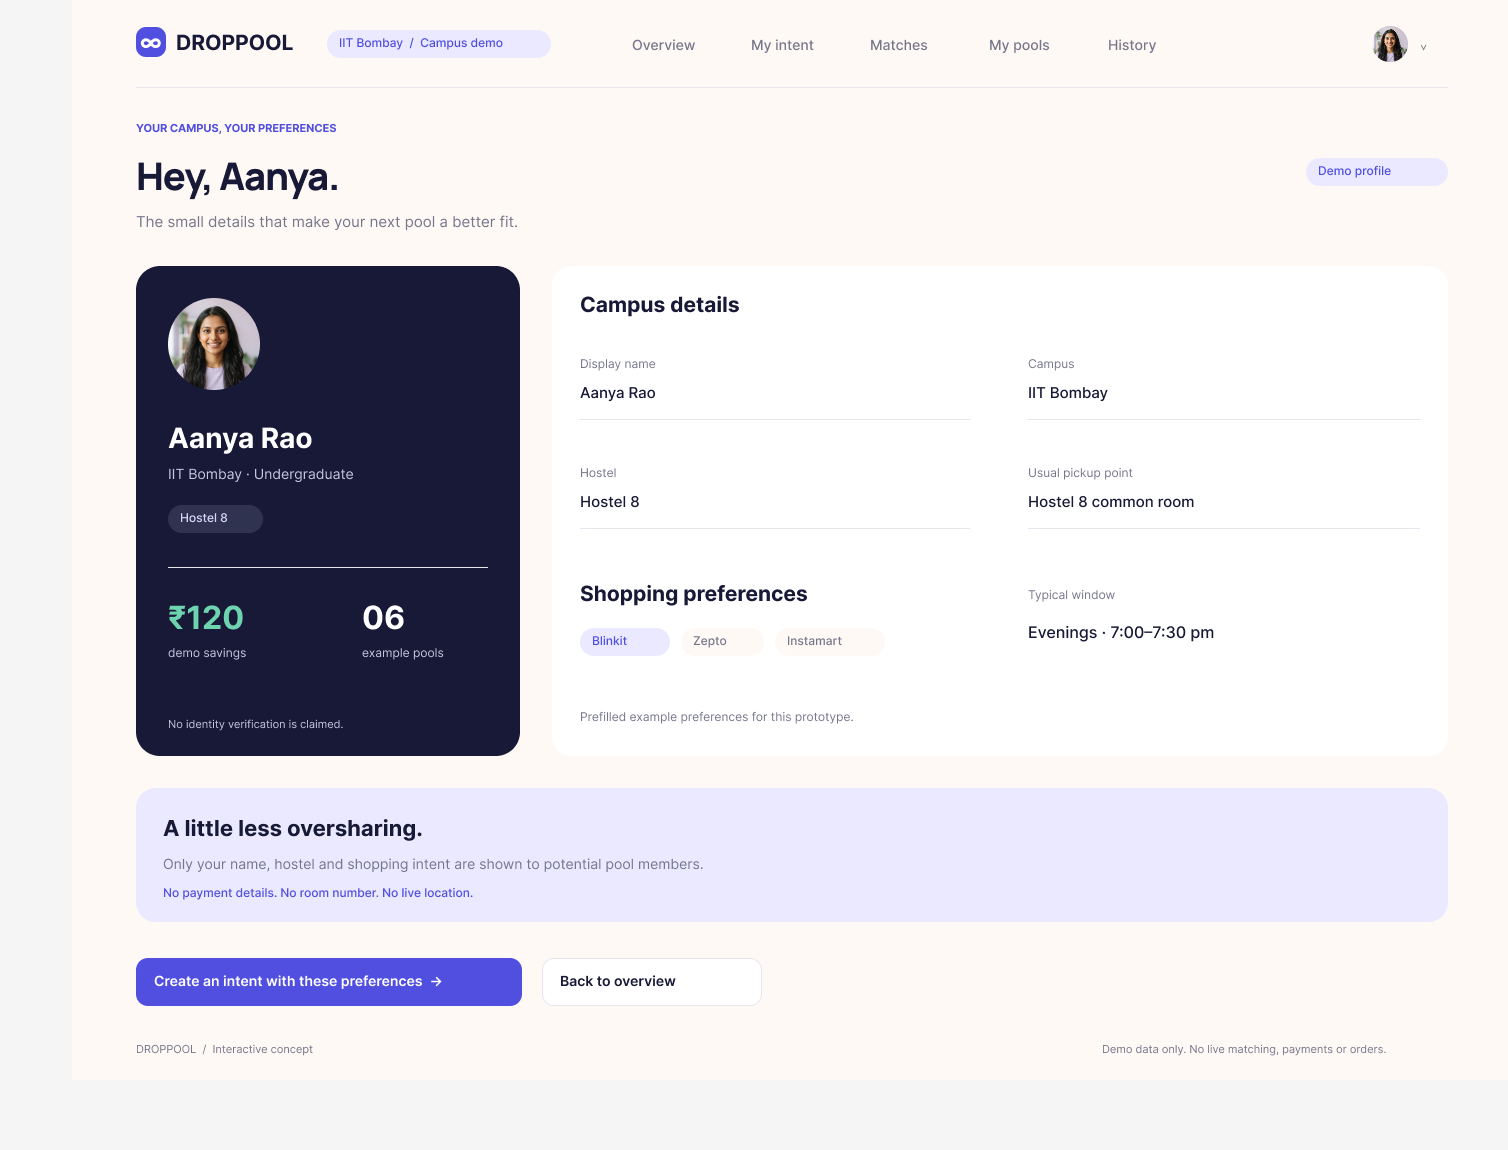 DROPPOOL
IIT Bombay / Campus demo
Overview
My intent
Matches
My pools
History
v
YOUR CAMPUS, YOUR PREFERENCES
Hey, Aanya.
Demo profile
The small details that make your next pool a better fit.
Aanya Rao
IIT Bombay · Undergraduate
Hostel 8
₹120
demo savings
06
example pools
No identity verification is claimed.
Campus details
Display name
Aanya Rao
Campus
IIT Bombay
Hostel
Hostel 8
Usual pickup point
Hostel 8 common room
Shopping preferences
Blinkit
Zepto
Instamart
Typical window
Evenings · 7:00–7:30 pm
Prefilled example preferences for this prototype.
A little less oversharing.
Only your name, hostel and shopping intent are shown to potential pool members.
No payment details. No room number. No live location.
Create an intent with these preferences →
Back to overview
DROPPOOL / Interactive concept
Demo data only. No live matching, payments or orders.